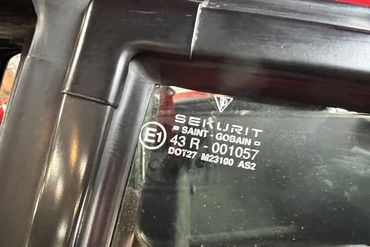 SEKURIT
SAINT-GOBAIN
E1 43 R - 001057
DOT27 M23100 AS2